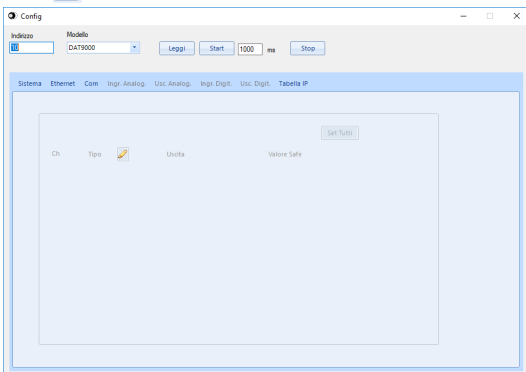 Config
Indirizzo Modello
10 DAT9000 Leggi Start 1000 ms Stop
Sistema Ethernet Com Ingr. Analog. Usc. Analog. Ingr. Digit. Usc. Digit. Tabella IP
Set Tutti
Ch Tipo Uscita Valore Safe